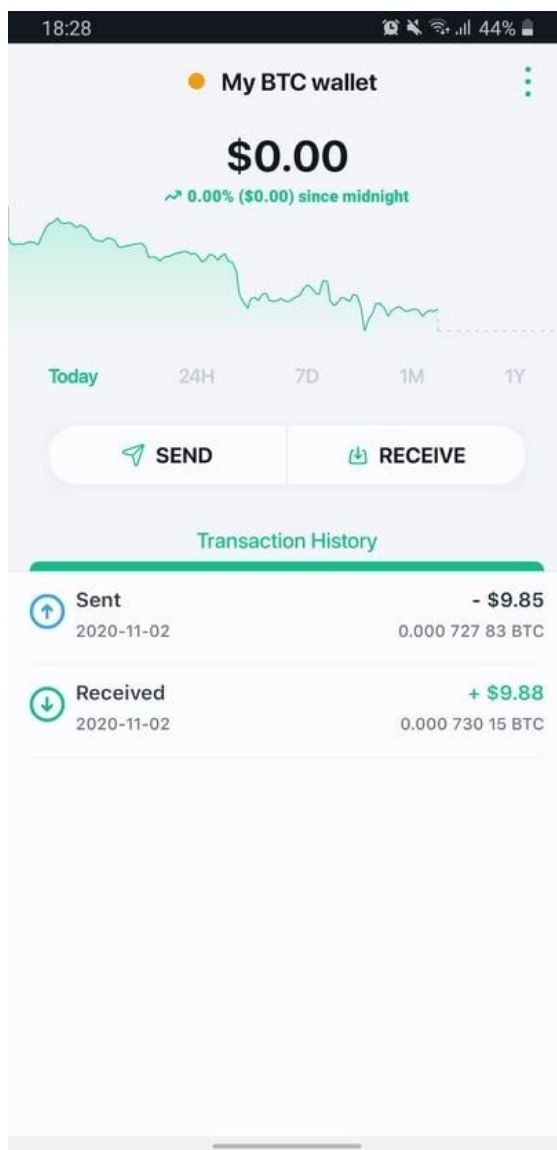 18:28 44%
My BTC wallet
$0.00
0.00% ($0.00) since midnight
Today 24H 7D 1M 1Y
SEND RECEIVE
Transaction History
Sent - $9.85
2020-11-02 0.000 727 83 BTC
Received + $9.88
2020-11-02 0.000 730 15 BTC